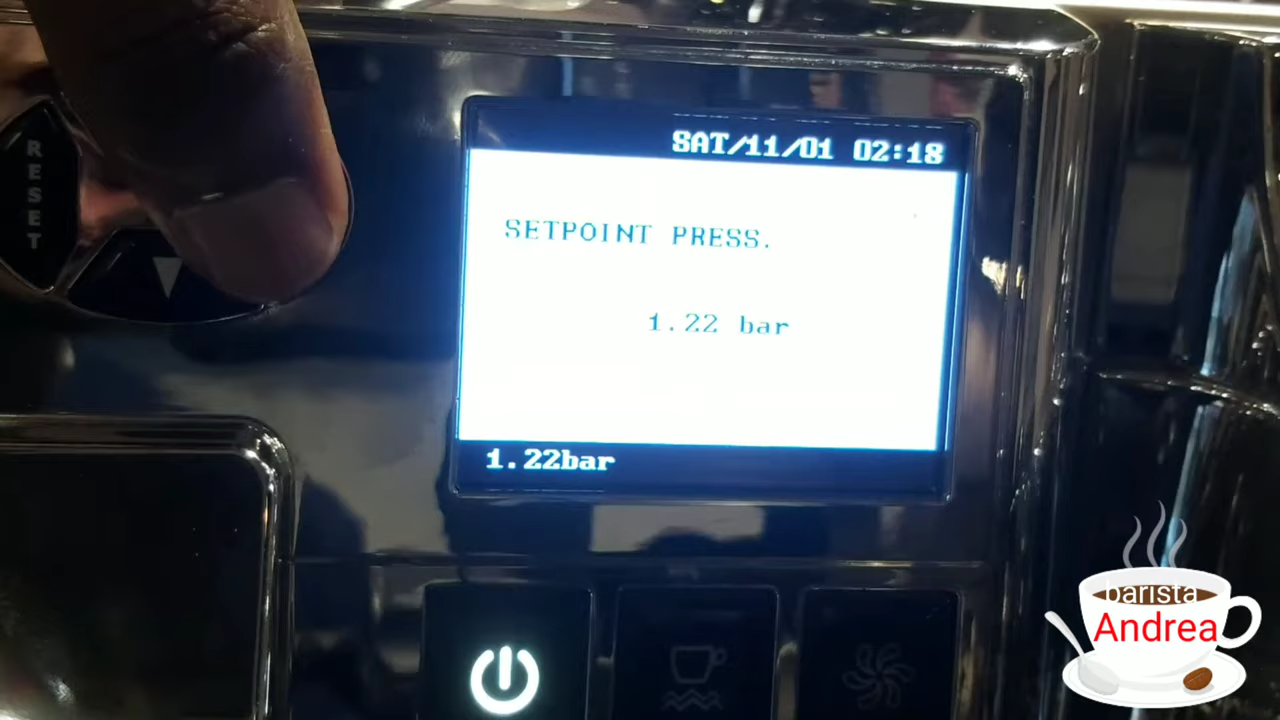 RESET
SAT/11/01 02:18
SETPOINT PRESS.
1.22 bar
1.22bar
barista
Andrea